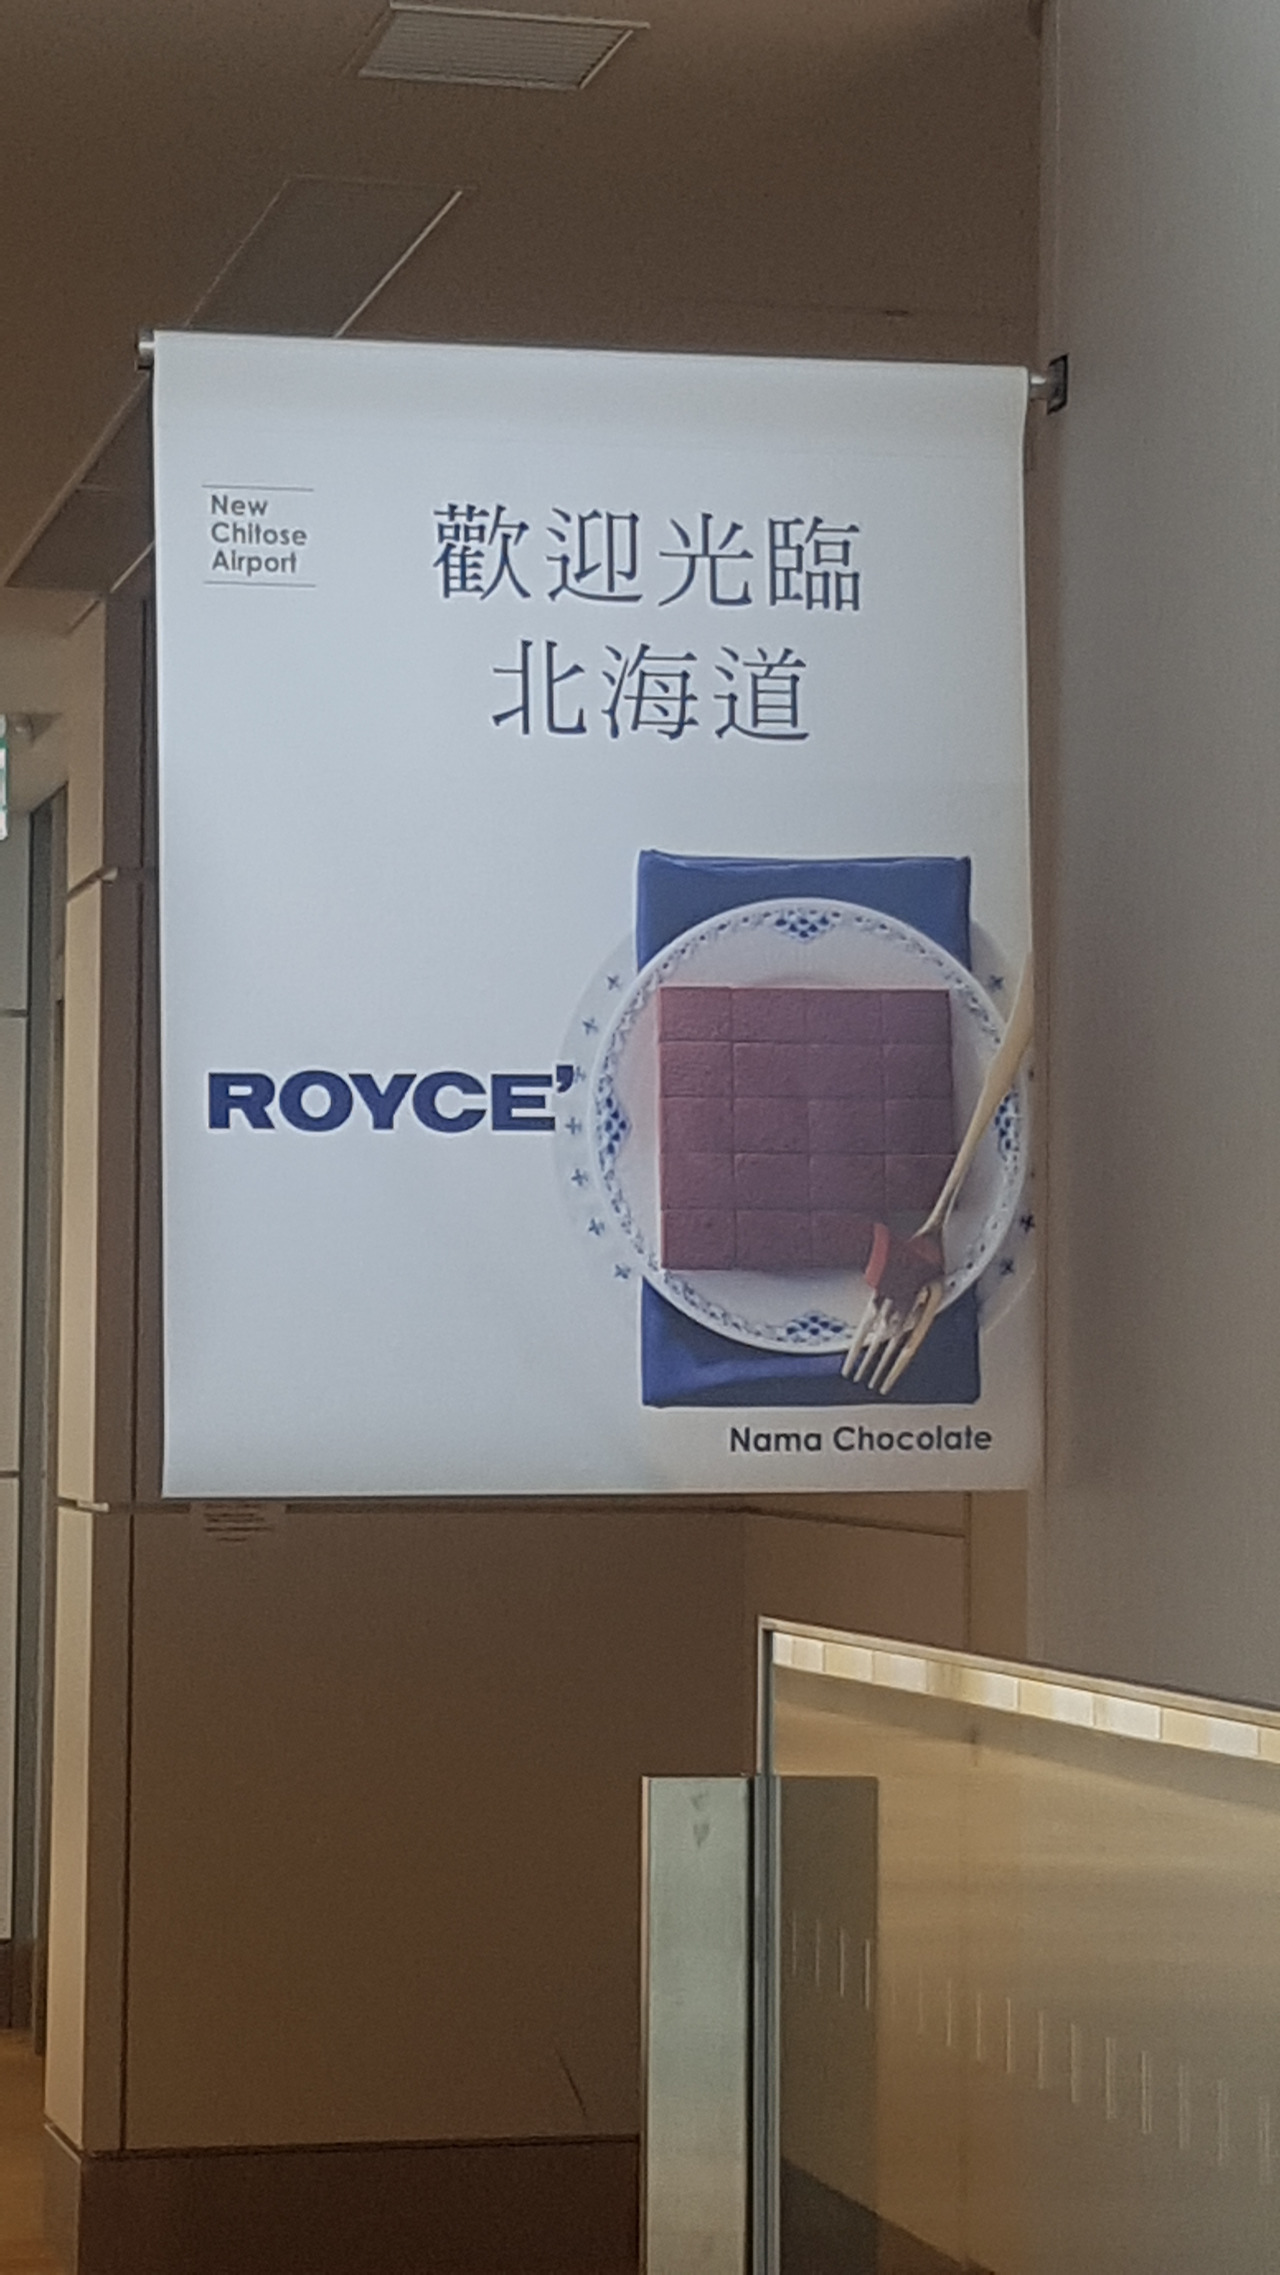 New
Chitose
Airport
歡迎光臨
北海道
ROYCE'
Nama Chocolate